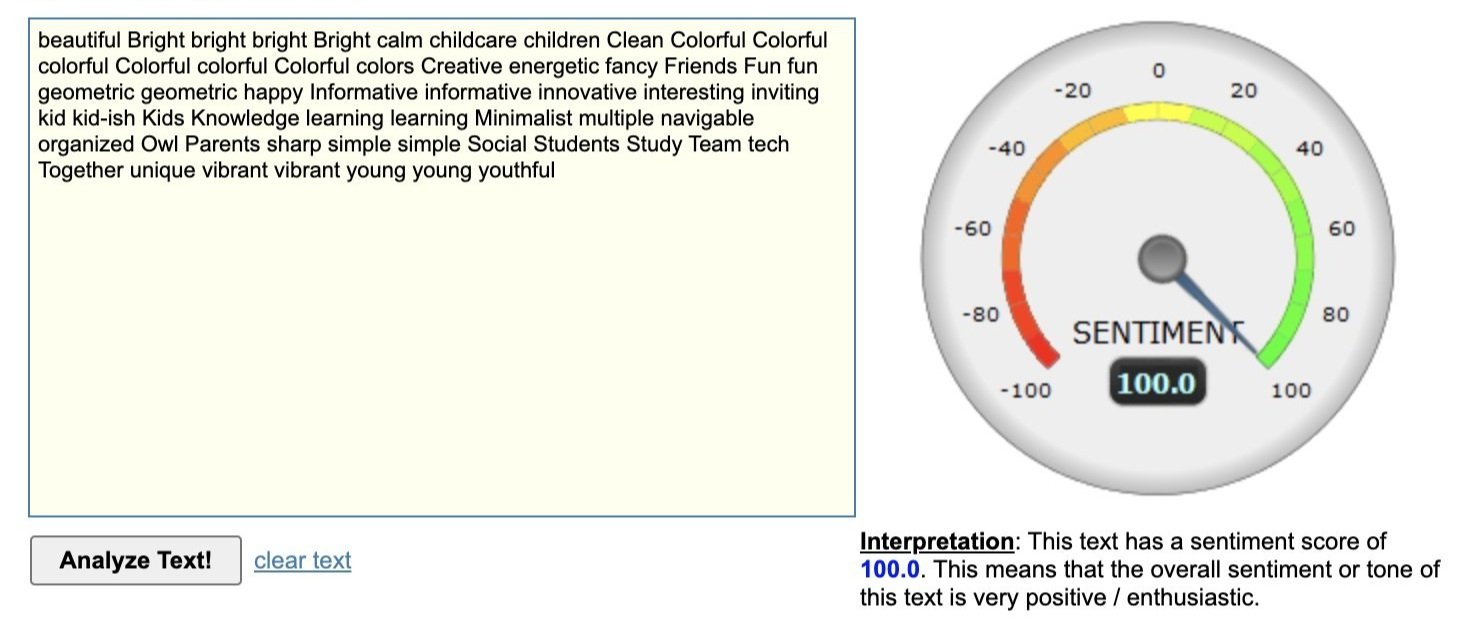 beautiful Bright bright bright Bright calm childcare children Clean Colorful Colorful
colorful Colorful colorful Colorful colors Creative energetic fancy Friends Fun fun
geometric geometric happy Informative informative innovative interesting inviting
kid kid-ish Kids Knowledge learning learning Minimalist multiple navigable
organized Owl Parents sharp simple simple Social Students Study Team tech
Together unique vibrant vibrant young young youthful
Analyze Text!
clear text
0
-20
20
-40
40
-60
60
-80
80
SENTIMENT
-100
100.0
100
Interpretation: This text has a sentiment score of
100.0. This means that the overall sentiment or tone of
this text is very positive / enthusiastic.